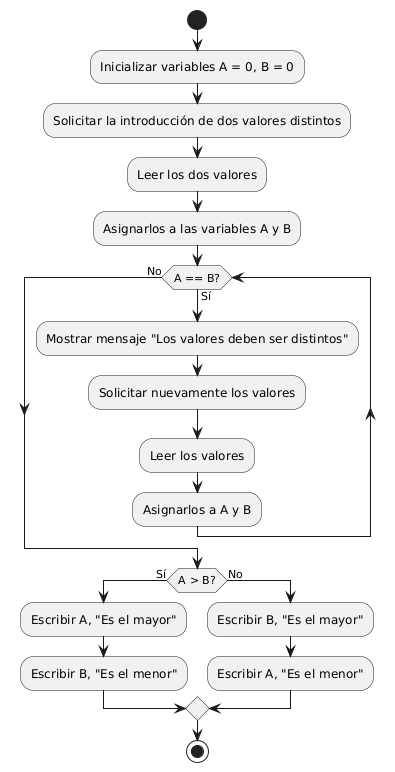 Inicializar variables A = 0, B = 0
Solicitar la introducción de dos valores distintos
Leer los dos valores
Asignarlos a las variables A y B
No
A == B?
Sí
Mostrar mensaje "Los valores deben ser distintos"
Solicitar nuevamente los valores
Leer los valores
Asignarlos a A y B
Sí
A > B?
No
Escribir A, "Es el mayor"
Escribir B, "Es el mayor"
Escribir B, "Es el menor"
Escribir A, "Es el menor"